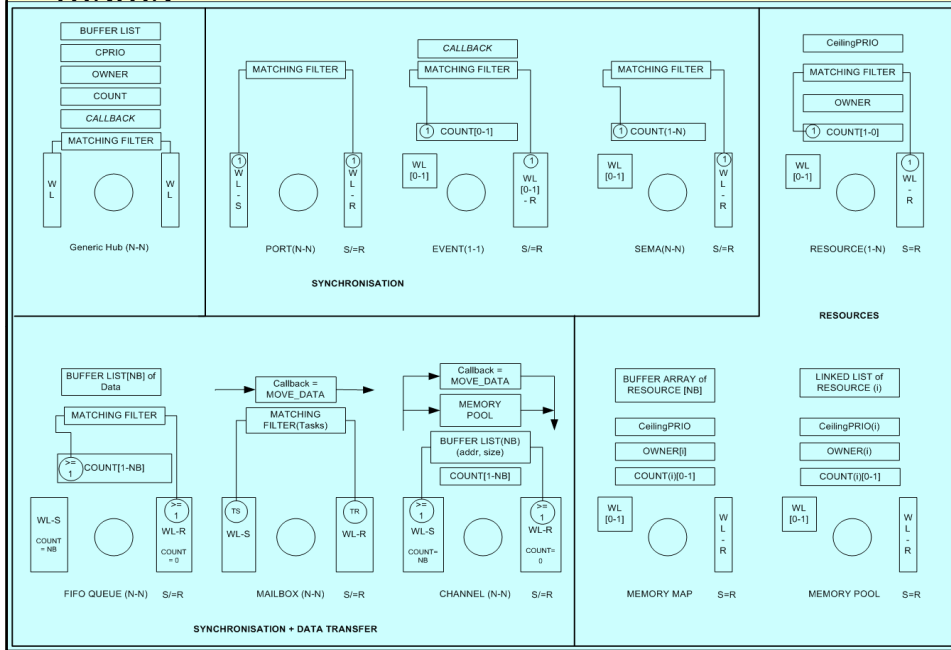 BUFFER LIST
CPRIO
OWNER
COUNT
CALLBACK
MATCHING FILTER
W
L
W
L
Generic Hub (N-N)
MATCHING FILTER
1
W
L
-
S
1
W
L
-
R
PORT(N-N)
S/=R
CALLBACK
MATCHING FILTER
1
COUNT[0-1]
WL
[0-1]
1
WL
[0-1]
- R
EVENT(1-1)
S/=R
MATCHING FILTER
1
COUNT(1-N)
WL
[0-1]
1
W
L
-
R
SEMA(N-N)
S/=R
SYNCHRONISATION
CeilingPRIO
MATCHING FILTER
OWNER
1
COUNT[1-0]
WL
[0-1]
1
WL
-
R
RESOURCE(1-N)
S=R
RESOURCES
BUFFER LIST[NB] of
Data
MATCHING FILTER
>=
1
COUNT[1-NB]
WL-S
COUNT
= NB
>=
1
WL-R
COUNT
= 0
FIFO QUEUE (N-N)
S/=R
Callback =
MOVE_DATA
MATCHING
FILTER(Tasks)
TS
WL-S
TR
WL-R
MAILBOX (N-N)
S/=R
Callback =
MOVE_DATA
MEMORY
POOL
BUFFER LIST(NB)
(addr, size)
COUNT[1-NB]
>=
1
WL-S
COUNT=
NB
>=
1
WL-R
COUNT=
0
CHANNEL (N-N)
S/=R
SYNCHRONISATION + DATA TRANSFER
BUFFER ARRAY of
RESOURCE [NB]
CeilingPRIO
OWNER[i]
COUNT(i)[0-1]
WL
[0-1]
W
L
-
R
MEMORY MAP
S=R
LINKED LIST of
RESOURCE (i)
CeilingPRIO(i)
OWNER(i)
COUNT(i)[0-1]
WL
[0-1]
W
L
-
R
MEMORY POOL
S=R